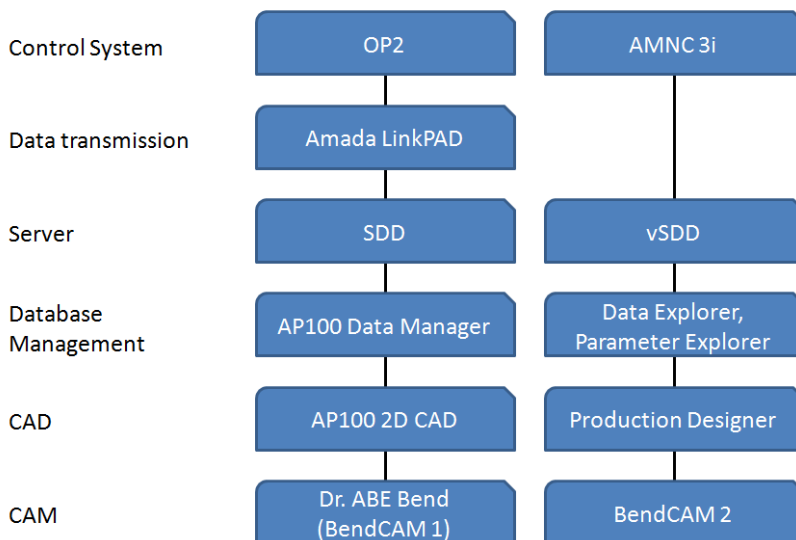 Control System
OP2
AMNC 3i
Data transmission
Amada LinkPAD
Server
SDD
vSDD
Database
Management
AP100 Data Manager
Data Explorer,
Parameter Explorer
CAD
AP100 2D CAD
Production Designer
CAM
Dr. ABE Bend
(BendCAM 1)
BendCAM 2